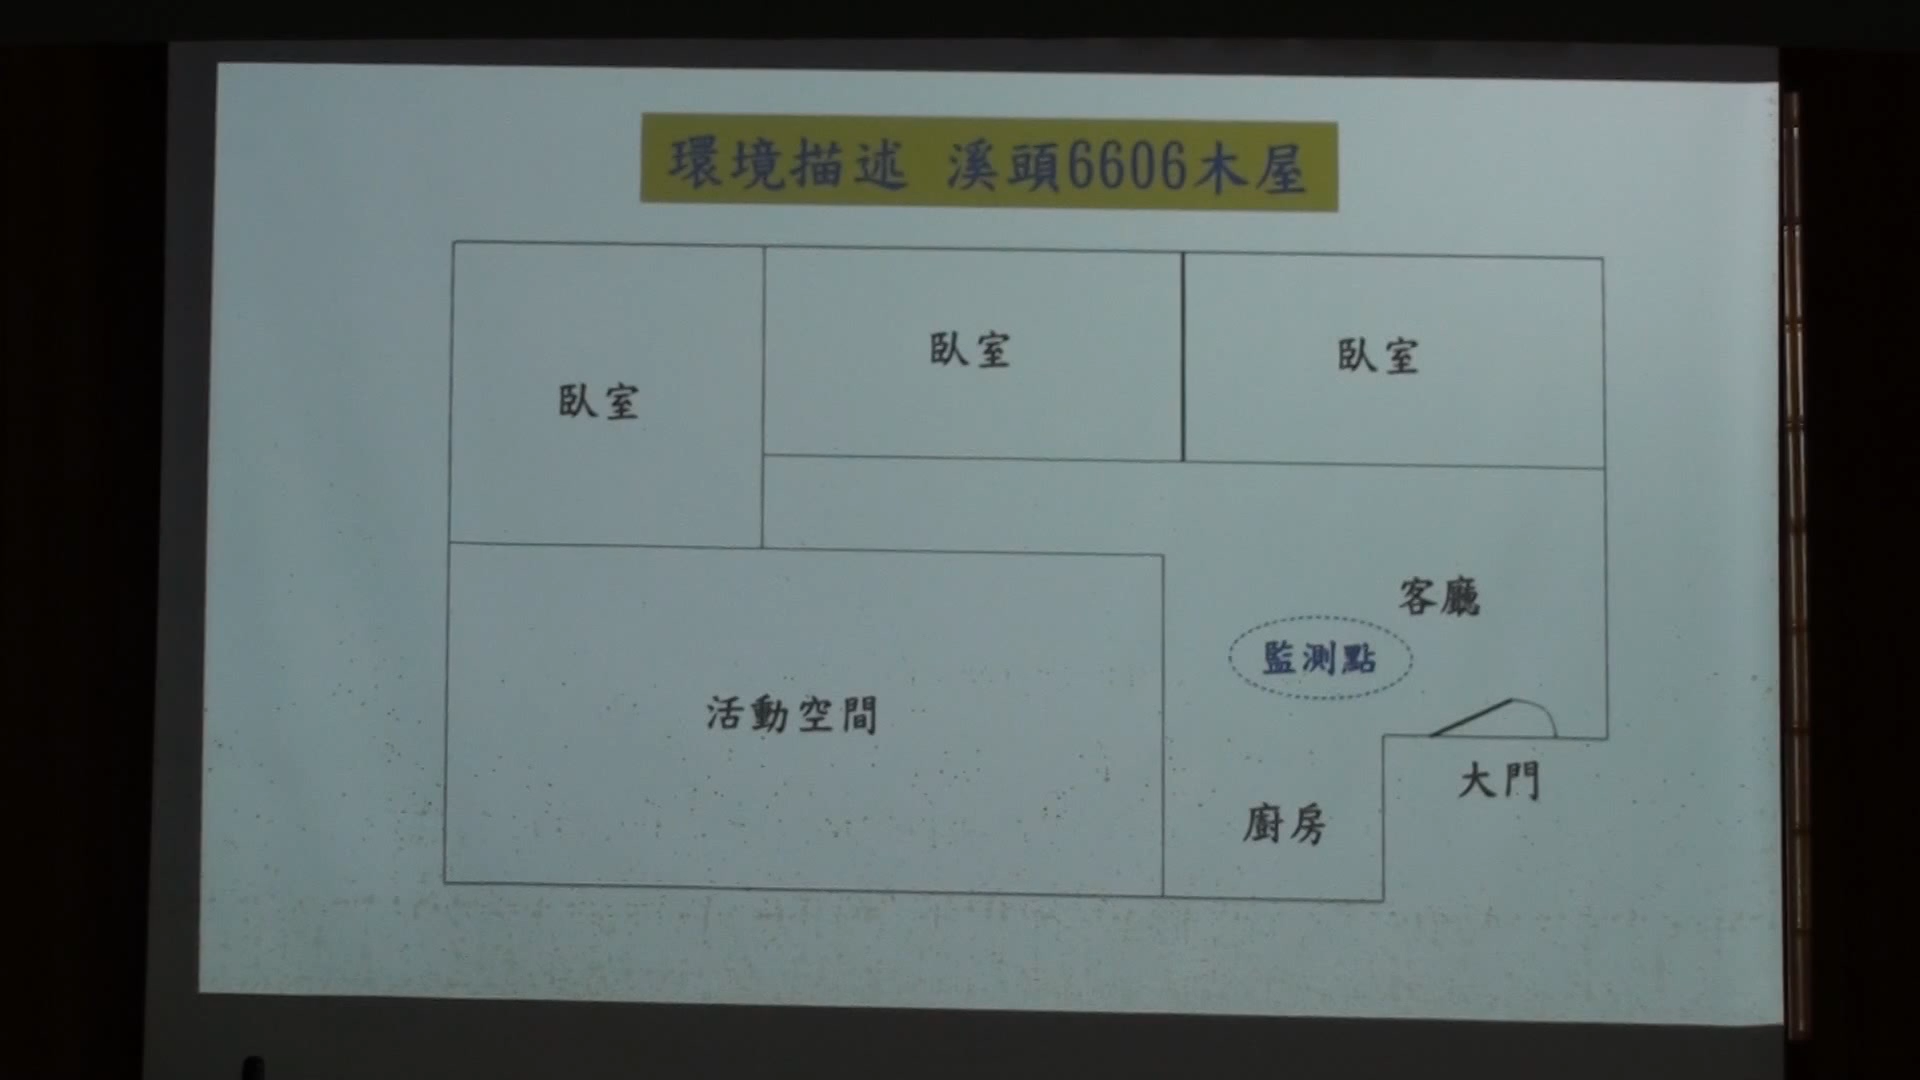 環境描述 溪頭6606木屋
臥室
臥室
臥室
客廳
監測點
活動空間
大門
廚房